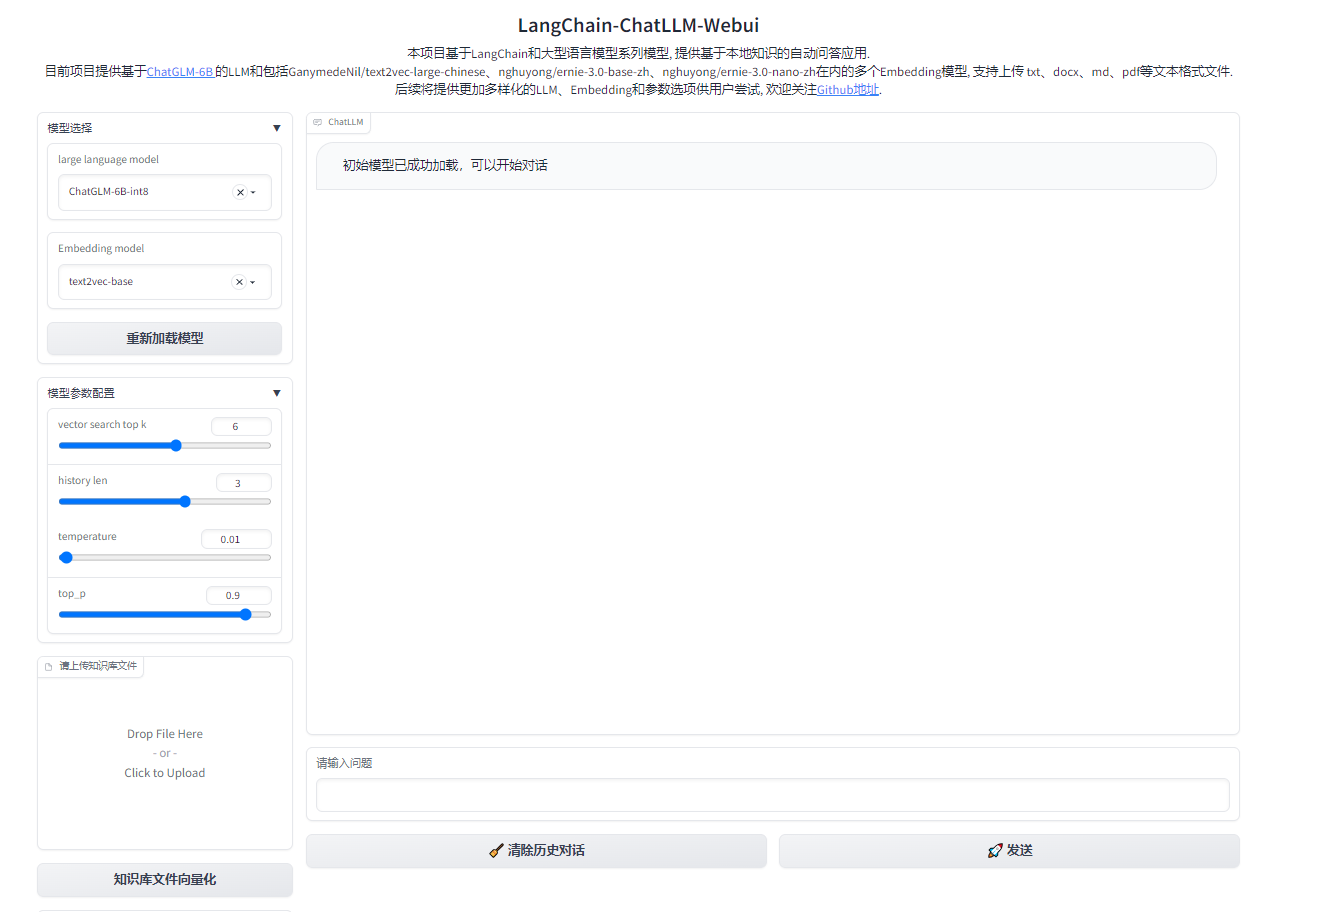 LangChain-ChatLLM-Webui
本项目基于LangChain和大型语言模型系列模型, 提供基于本地知识的自动问答应用.
目前项目提供基于ChatGLM-6B 的LLM和包括GanymedeNil/text2vec-large-chinese、nghuyong/ernie-3.0-base-zh、nghuyong/ernie-3.0-nano-zh在内的多个Embedding模型, 支持上传 txt、docx、md、pdf等文本格式文件.
后续将提供更加多样化的LLM、Embedding和参数选项供用户尝试, 欢迎关注Github地址.
模型选择 ▼
large language model
ChatGLM-6B-int8
Embedding model
text2vec-base
重新加载模型
模型参数配置 ▼
vector search top k 6
history len 3
temperature 0.01
top_p 0.9
请上传知识库文件
Drop File Here
- or -
Click to Upload
知识库文件向量化
ChatLLM
初始模型已成功加载，可以开始对话
请输入问题
🧹 清除历史对话
🚀 发送